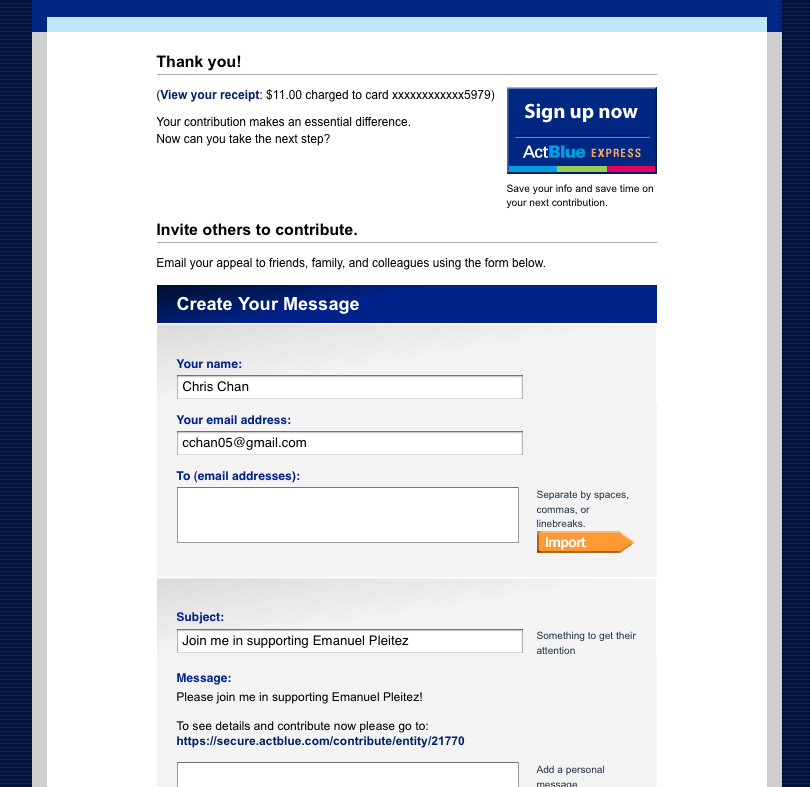 Thank you!
(View your receipt: $11.00 charged to card xxxxxxxxxxxx5979)
Your contribution makes an essential difference.
Now can you take the next step?
Sign up now
ActBlue EXPRESS
Save your info and save time on
your next contribution.
Invite others to contribute.
Email your appeal to friends, family, and colleagues using the form below.
Create Your Message
Your name:
Chris Chan
Your email address:
cchan05@gmail.com
To (email addresses):
Separate by spaces,
commas, or
linebreaks.
Import
Subject:
Join me in supporting Emanuel Pleitez
Something to get their
attention
Message:
Please join me in supporting Emanuel Pleitez!
To see details and contribute now please go to:
https://secure.actblue.com/contribute/entity/21770
Add a personal
message